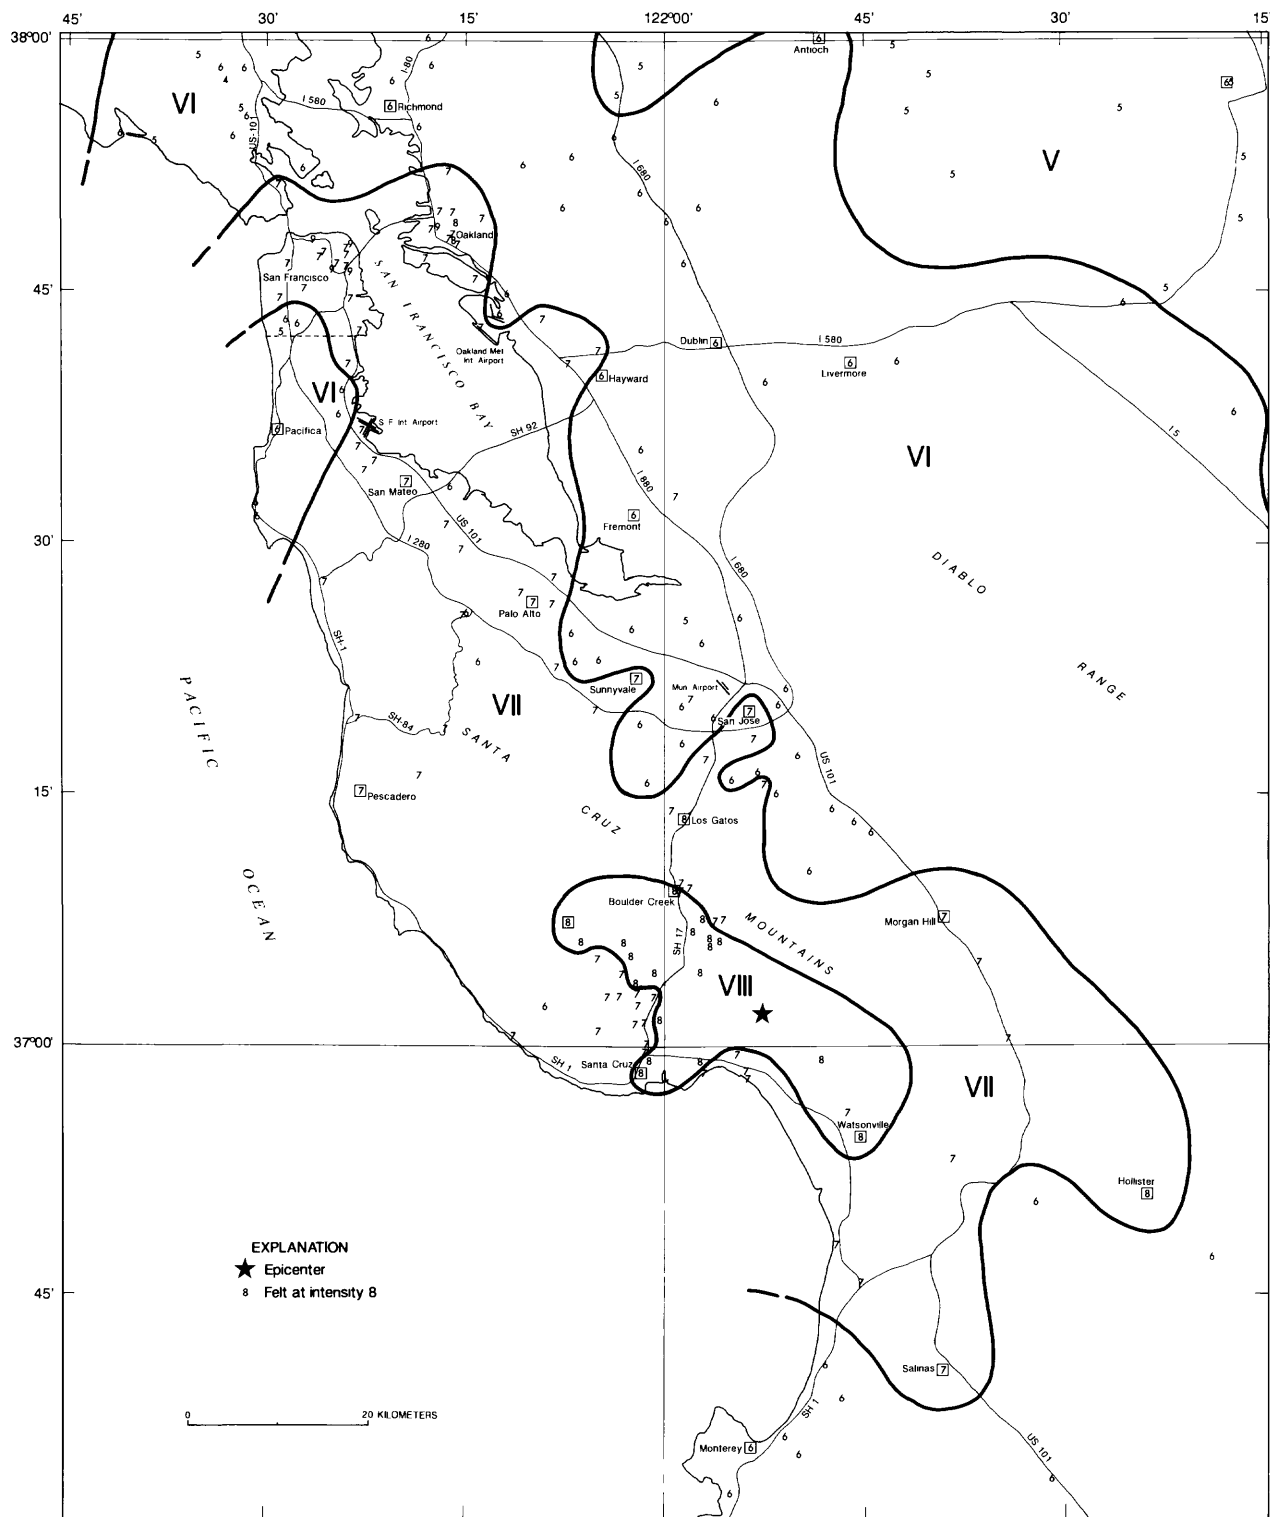 45' 30' 15' 122°00' 45' 30' 15'
38°00'
Antioch
VI
I 580
I-80
Richmond
US-101
V
I 680
Oakland
SAN FRANCISCO BAY
San Francisco
45'
Oakland Met
Int Airport
Dublin
I 580
Livermore
Hayward
VI
S F Int Airport
Pacifica
SH 92
VI
I 5
San Mateo
I 880
Fremont
US 101
30'
I 280
I 680
DIABLO
RANGE
Palo Alto
SH-1
Sunnyvale
Mun Airport
VII
San Jose
PACIFIC
SH-84
SANTA
US 101
15'
Pescadero
CRUZ
Los Gatos
OCEAN
Boulder Creek
MOUNTAINS
Morgan Hill
SH 17
VIII
37°00'
SH 1
Santa Cruz
VII
Watsonville
Hollister
EXPLANATION
★ Epicenter
8 Felt at intensity 8
45'
Salinas
0 20 KILOMETERS
SH 1
Monterey
US 101